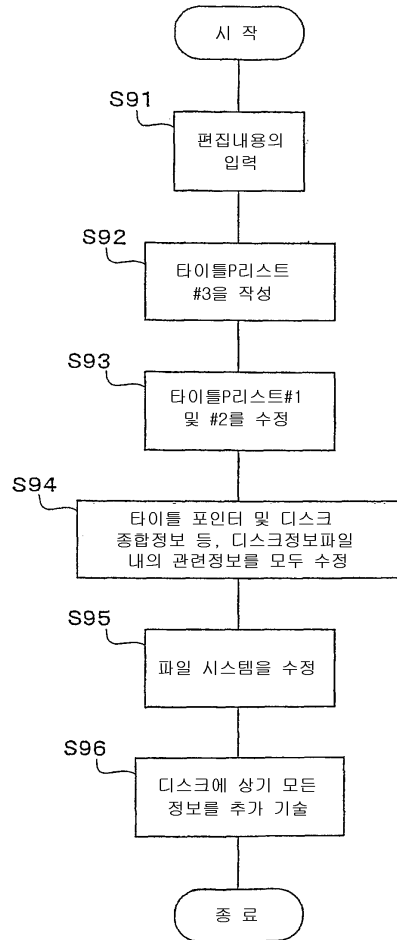 시 작
S91
편집내용의
입력
S92
타이틀P리스트
#3을 작성
S93
타이틀P리스트#1
및 #2를 수정
S94
타이틀 포인터 및 디스크
종합정보 등, 디스크정보파일
내의 관련정보를 모두 수정
S95
파일 시스템을 수정
S96
디스크에 상기 모든
정보를 추가 기술
종 료